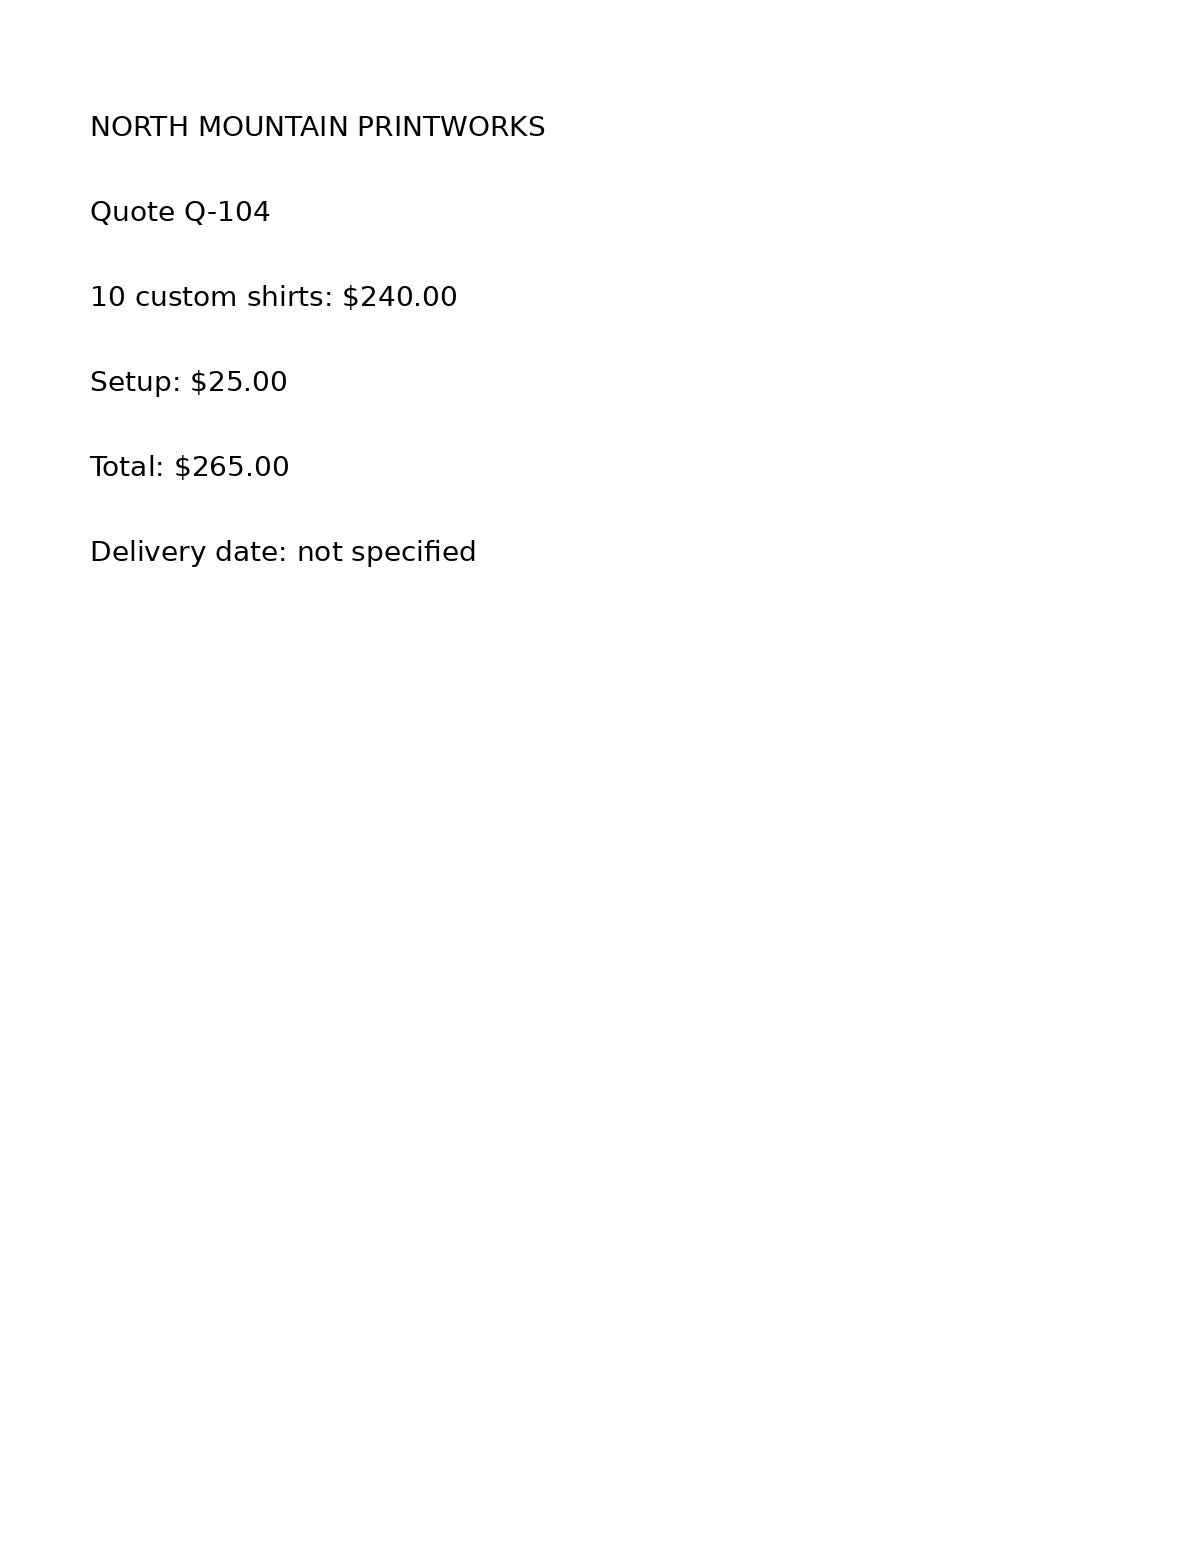 NORTH MOUNTAIN PRINTWORKS
Quote Q-104
10 custom shirts: $240.00
Setup: $25.00
Total: $265.00
Delivery date: not specified